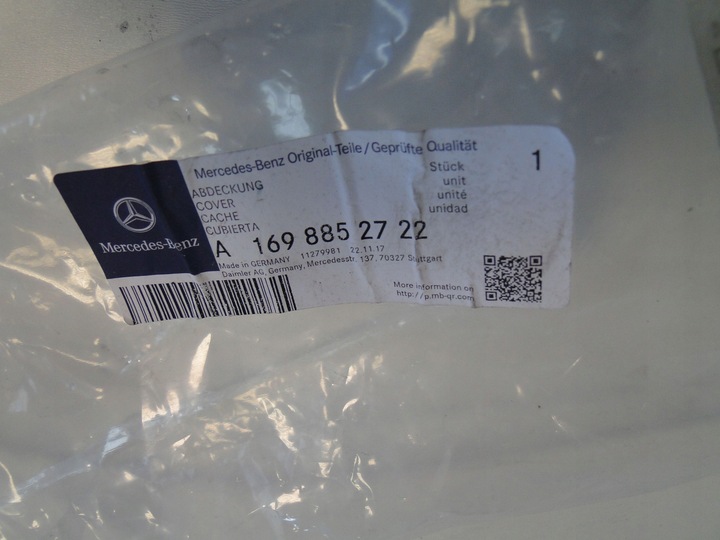 Mercedes-Benz Original-Teile / Geprüfte Qualität
ABDECKUNG
COVER
CACHE
CUBIERTA
Stück
unit
unité
unidad
1
Mercedes-Benz
A 169 885 27 22
Made in GERMANY 11279981 22.11.17
Daimler AG, Germany, Mercedesstr. 137, 70327 Stuttgart
More information on
http://p.mb-qr.com